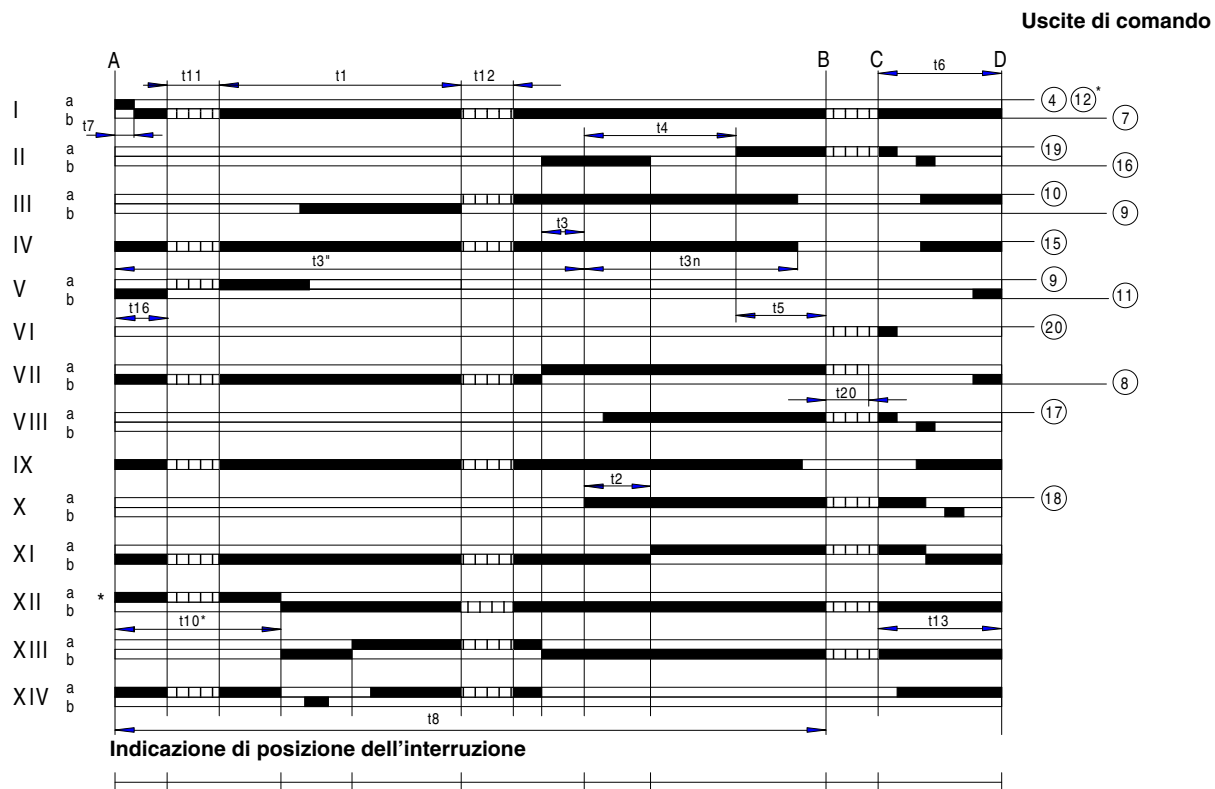 Uscite di comando
A B C D
t11 t1 t12 t6
I a b 4 12* 7
t7 t4
II a b 19 16
III a b 10 9
t3
IV 15
t3" t3n
V a b 9 11
t16 t5
VI 20
VII a b 8
t20
VIII a b 17
IX
t2
X a b 18
XI a b
XII a b *
t10* t13
XIII a b
XIV a b
t8
Indicazione di posizione dell'interruzione